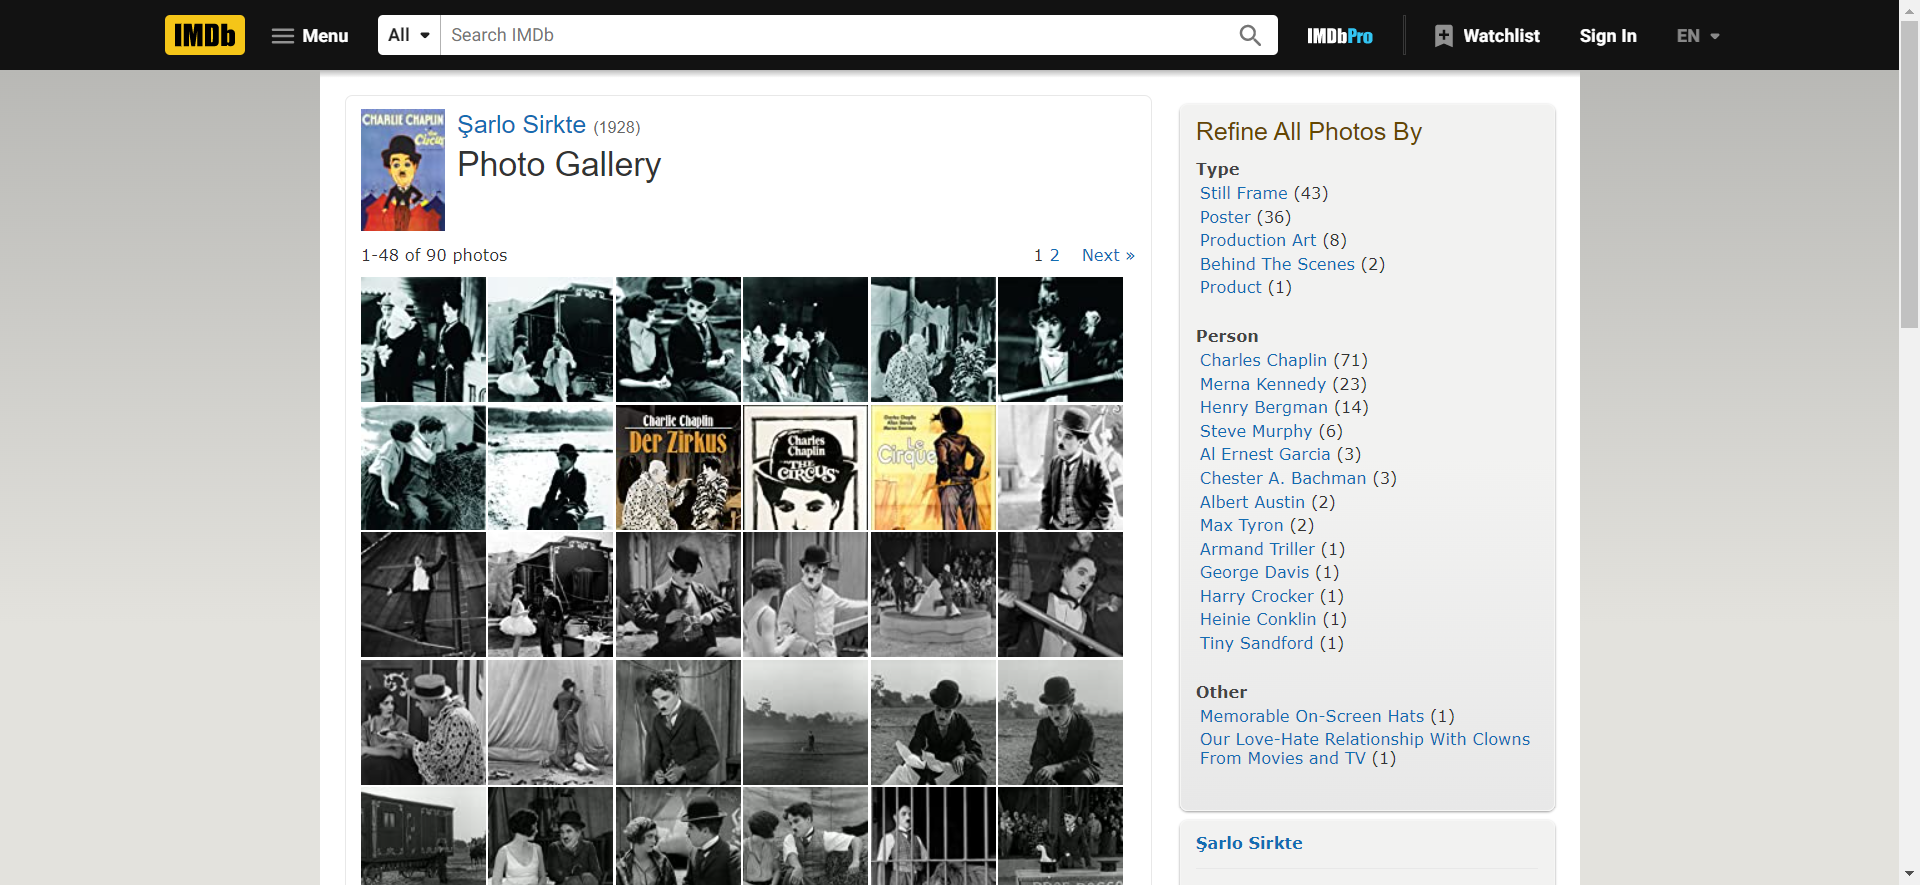 IMDb
Menu
All
Search IMDb
IMDbPro
Watchlist
Sign In
EN
CHARLIE CHAPLIN
the
Circus
Şarlo Sirkte (1928)
Photo Gallery
1-48 of 90 photos
1 2 Next »
Charlie Chaplin
Der Zirkus
Charles
Chaplin
"THE
CIRCUS"
Charley Chaplin
Allan Garcia
Merna Kennedy
Le
Cirque
Refine All Photos By
Type
Still Frame (43)
Poster (36)
Production Art (8)
Behind The Scenes (2)
Product (1)
Person
Charles Chaplin (71)
Merna Kennedy (23)
Henry Bergman (14)
Steve Murphy (6)
Al Ernest Garcia (3)
Chester A. Bachman (3)
Albert Austin (2)
Max Tyron (2)
Armand Triller (1)
George Davis (1)
Harry Crocker (1)
Heinie Conklin (1)
Tiny Sandford (1)
Other
Memorable On-Screen Hats (1)
Our Love-Hate Relationship With Clowns
From Movies and TV (1)
Şarlo Sirkte